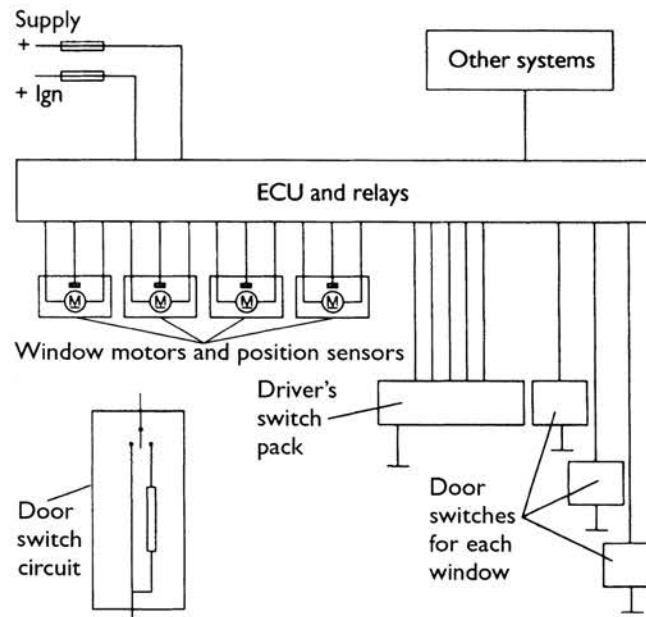 Supply
+
+ Ign
Other systems
ECU and relays
M M M M
Window motors and position sensors
Driver's
switch
pack
Door
switch
circuit
Door
switches
for each
window